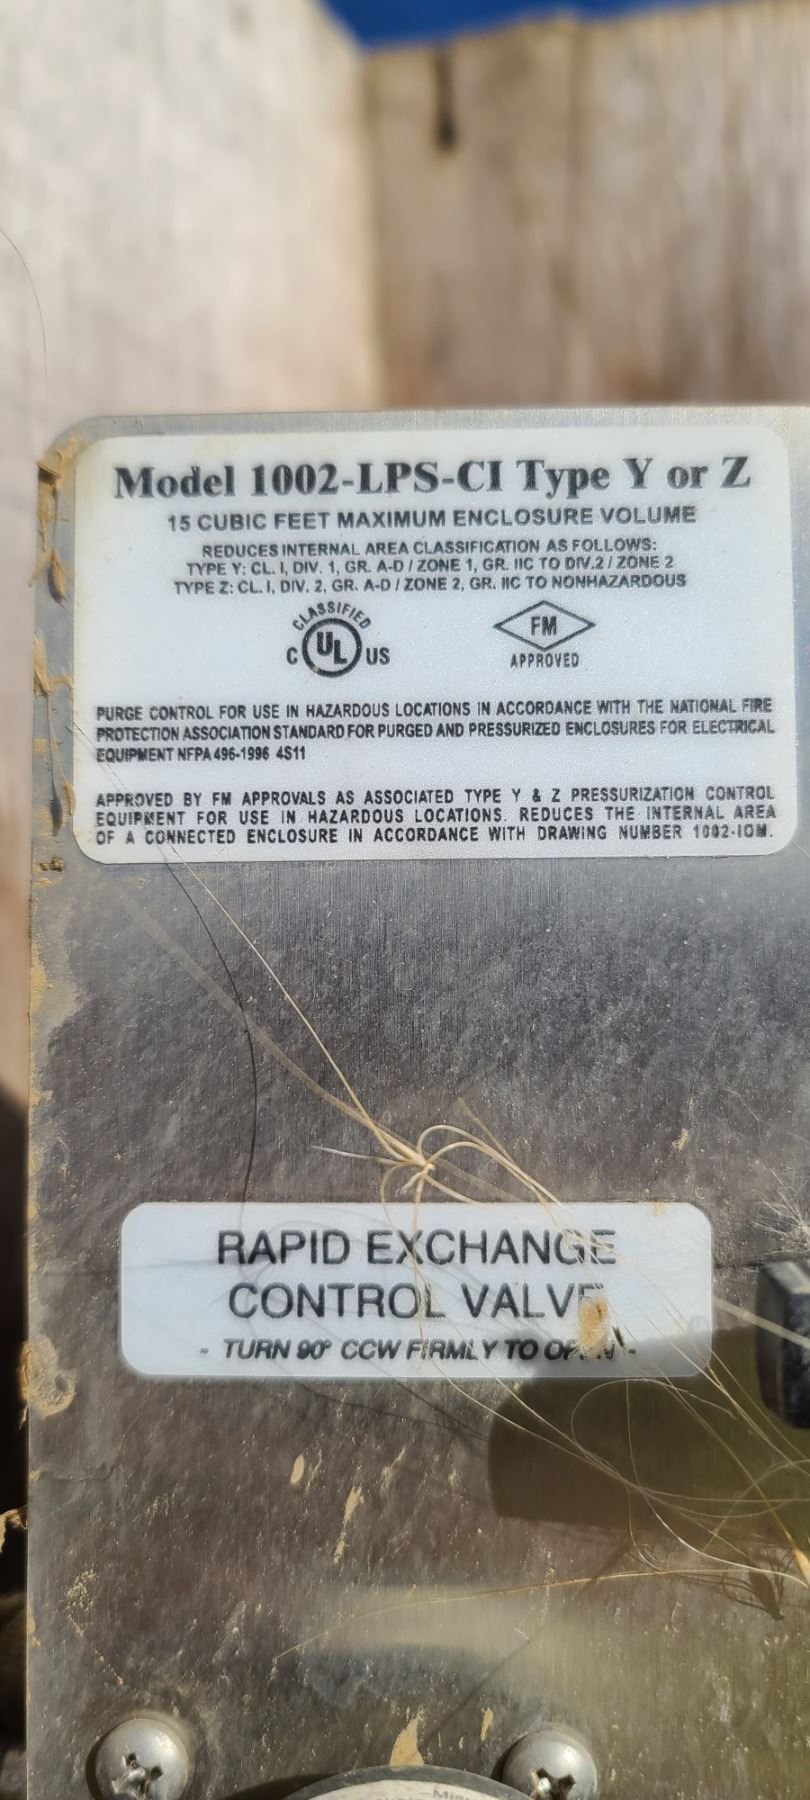 Model 1002-LPS-CI Type Y or Z
15 CUBIC FEET MAXIMUM ENCLOSURE VOLUME
REDUCES INTERNAL AREA CLASSIFICATION AS FOLLOWS:
TYPE Y: CL. I, DIV. 1, GR. A-D / ZONE 1, GR. IIC TO DIV.2 / ZONE 2
TYPE Z: CL. I, DIV. 2, GR. A-D / ZONE 2, GR. IIC TO NONHAZARDOUS
CLASSIFIED
C UL US
FM
APPROVED
PURGE CONTROL FOR USE IN HAZARDOUS LOCATIONS IN ACCORDANCE WITH THE NATIONAL FIRE
PROTECTION ASSOCIATION STANDARD FOR PURGED AND PRESSURIZED ENCLOSURES FOR ELECTRICAL
EQUIPMENT NFPA 496-1996 4S11
APPROVED BY FM APPROVALS AS ASSOCIATED TYPE Y & Z PRESSURIZATION CONTROL
EQUIPMENT FOR USE IN HAZARDOUS LOCATIONS. REDUCES THE INTERNAL AREA
OF A CONNECTED ENCLOSURE IN ACCORDANCE WITH DRAWING NUMBER 1002-IOM.
RAPID EXCHANGE
CONTROL VALVE
- TURN 90° CCW FIRMLY TO OPEN -